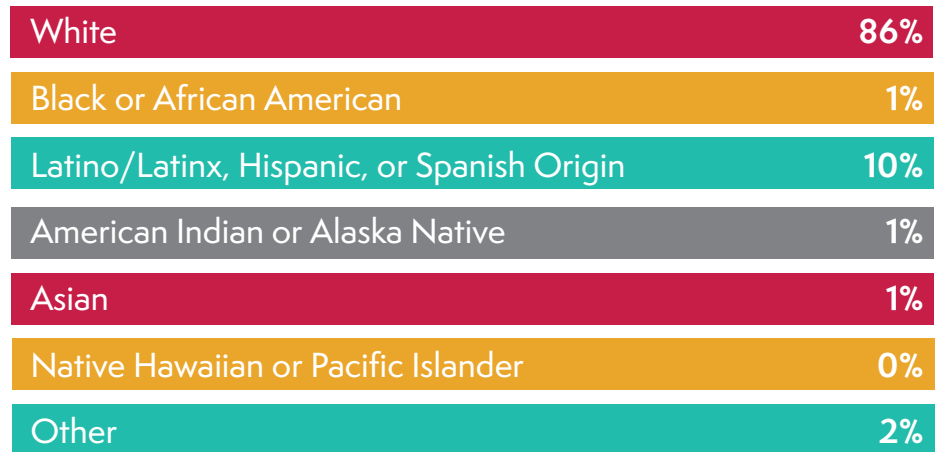 White 86%
Black or African American 1%
Latino/Latinx, Hispanic, or Spanish Origin 10%
American Indian or Alaska Native 1%
Asian 1%
Native Hawaiian or Pacific Islander 0%
Other 2%